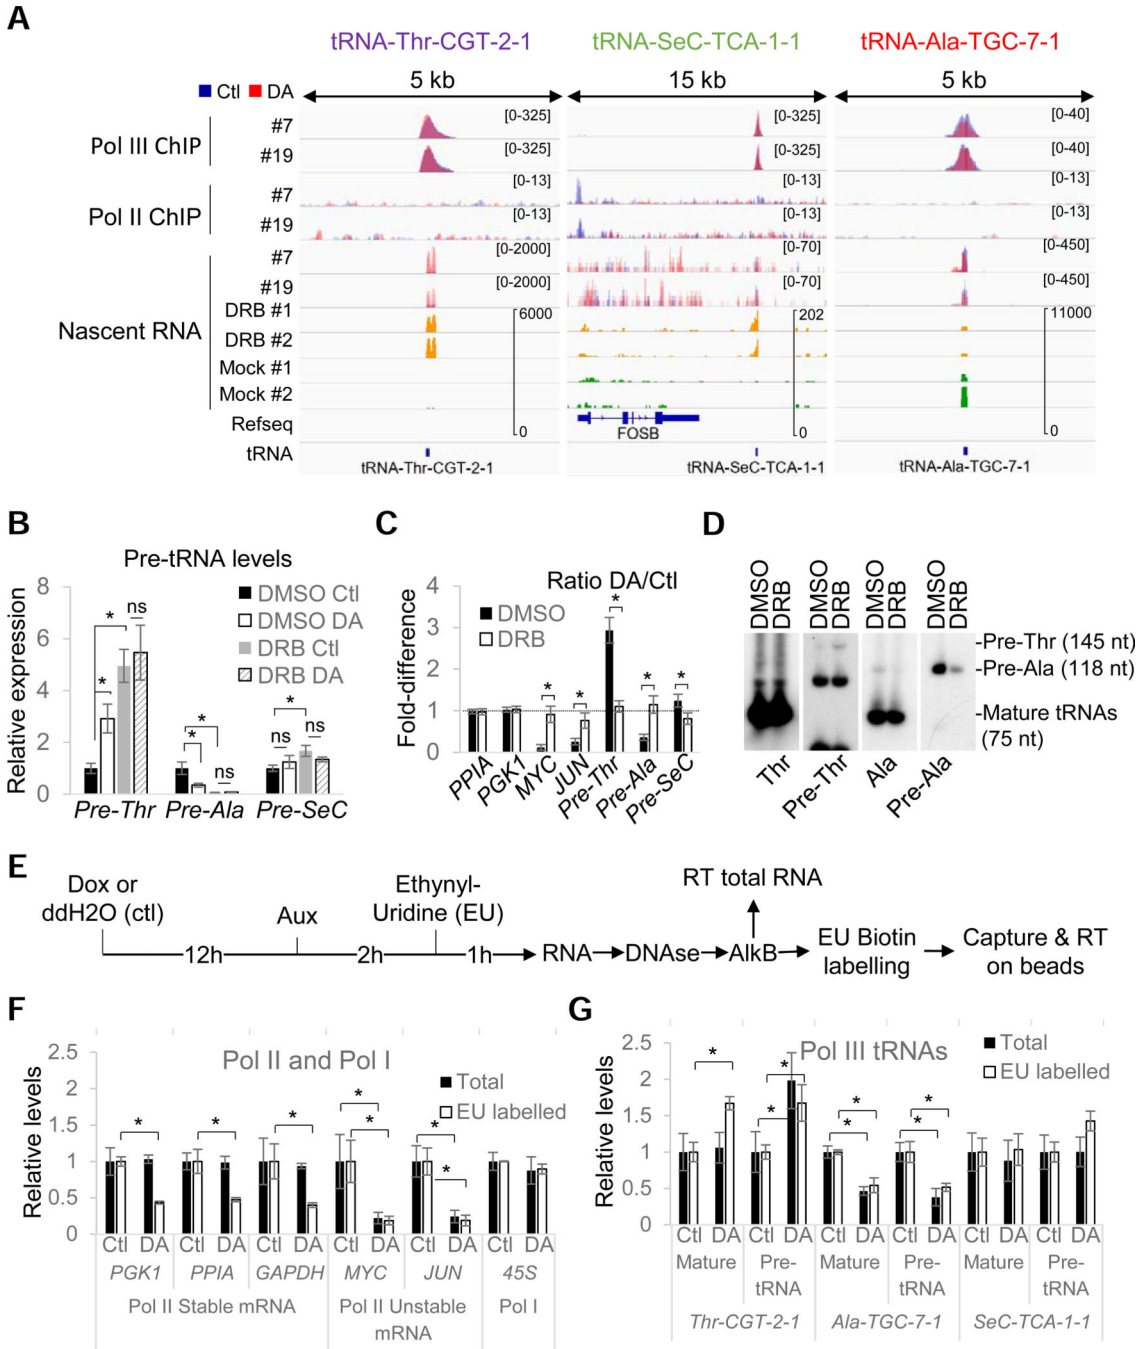 A
tRNA-Thr-CGT-2-1 tRNA-SeC-TCA-1-1 tRNA-Ala-TGC-7-1
Ctl DA 5 kb 15 kb 5 kb
Pol III ChIP
#7 [0-325] [0-325] [0-40]
#19 [0-325] [0-325] [0-40]
Pol II ChIP
#7 [0-13] [0-13] [0-13]
#19 [0-13] [0-13] [0-13]
Nascent RNA
#7 [0-2000] [0-70] [0-450]
#19 [0-2000] [0-70] [0-450]
DRB #1 6000 202 11000
DRB #2
Mock #1
Mock #2
Refseq 0 FOSB 0 0
tRNA
tRNA-Thr-CGT-2-1 tRNA-SeC-TCA-1-1 tRNA-Ala-TGC-7-1
B
Pre-tRNA levels
Relative expression
8
6
4
2
0
DMSO Ctl
DMSO DA
DRB Ctl
DRB DA
* ns
*
* * ns
* ns ns
Pre-Thr Pre-Ala Pre-SeC
C
Ratio DA/Ctl
Fold-difference
4
3
2
1
0
DMSO
DRB
* * * * *
PPIA PGK1 MYC JUN Pre-Thr Pre-Ala Pre-SeC
D
DMSO DRB DMSO DRB DMSO DRB DMSO DRB
-Pre-Thr (145 nt)
-Pre-Ala (118 nt)
-Mature tRNAs
(75 nt)
Thr Pre-Thr Ala Pre-Ala
E
Dox or
ddH2O (ctl)
Aux
Ethynyl-
Uridine (EU)
RT total RNA
12h 2h 1h RNA DNAse AlkB
EU Biotin
labelling
Capture & RT
on beads
F
Pol II and Pol I
Relative levels
2.5
2
1.5
1
0.5
0
Total
EU labelled
* * * * * * *
Ctl DA Ctl DA Ctl DA Ctl DA Ctl DA Ctl DA
PGK1 PPIA GAPDH MYC JUN 45S
Pol II Stable mRNA
Pol II Unstable
mRNA
Pol I
G
Pol III tRNAs
Relative levels
2.5
2
1.5
1
0.5
0
Total
EU labelled
* * * * * * *
Ctl DA Ctl DA Ctl DA Ctl DA Ctl DA Ctl DA
Mature Pre-tRNA Mature Pre-tRNA Mature Pre-tRNA
Thr-CGT-2-1 Ala-TGC-7-1 SeC-TCA-1-1